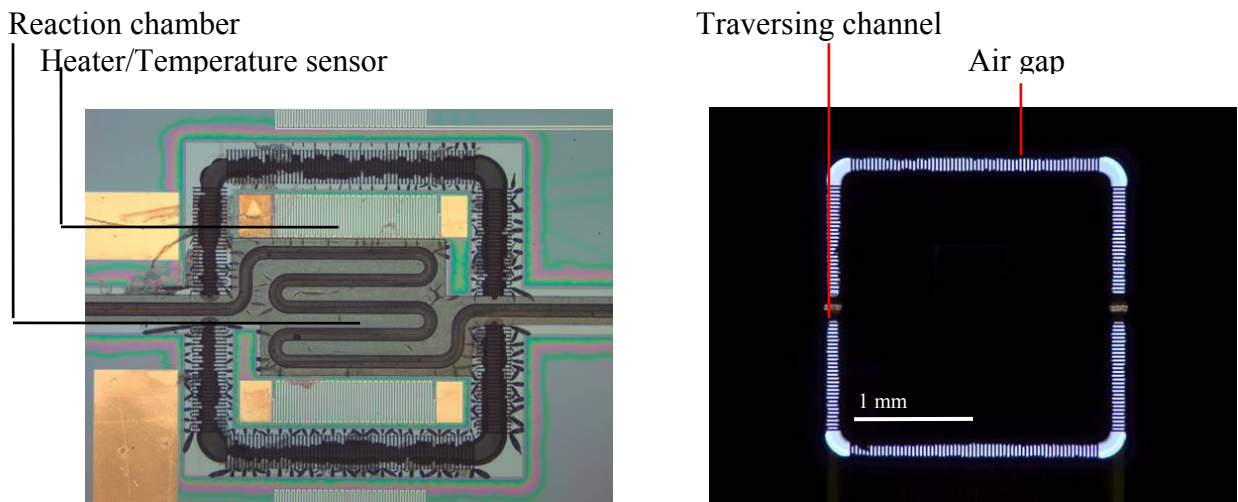 Reaction chamber
Heater/Temperature sensor
Traversing channel
Air gap
1 mm